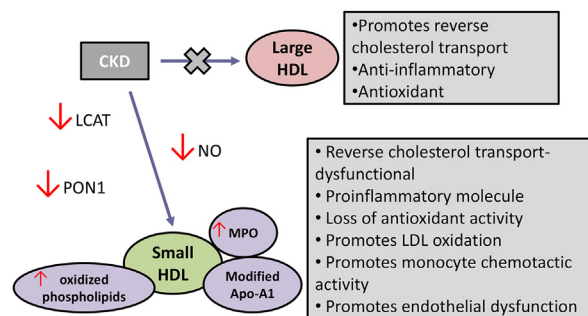 CKD
Large
HDL
•Promotes reverse
cholesterol transport
•Anti-inflammatory
•Antioxidant
↓ LCAT
↓ NO
↓ PON1
Small
HDL
↑ MPO
↑ oxidized
phospholipids
Modified
Apo-A1
• Reverse cholesterol transport-
dysfunctional
• Proinflammatory molecule
• Loss of antioxidant activity
• Promotes LDL oxidation
• Promotes monocyte chemotactic
activity
• Promotes endothelial dysfunction